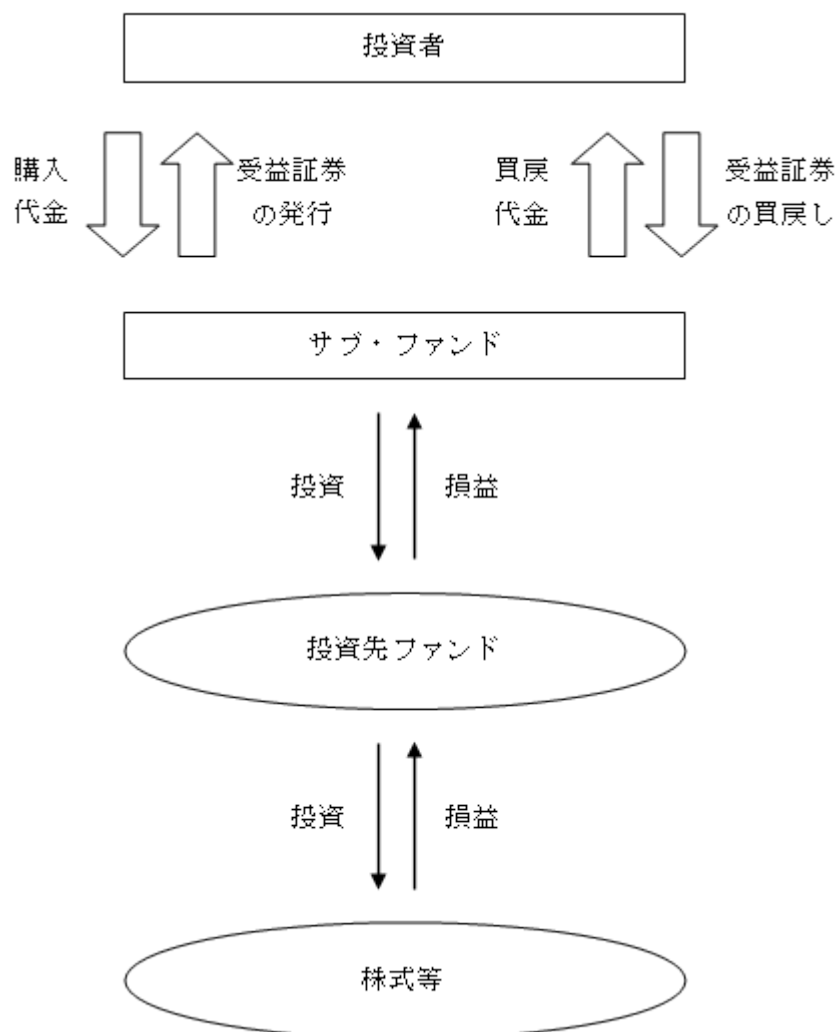 投資者
購入
代金
受益証券
の発行
買戻
代金
受益証券
の買戻し
サブ・ファンド
投資
損益
投資先ファンド
投資
損益
株式等